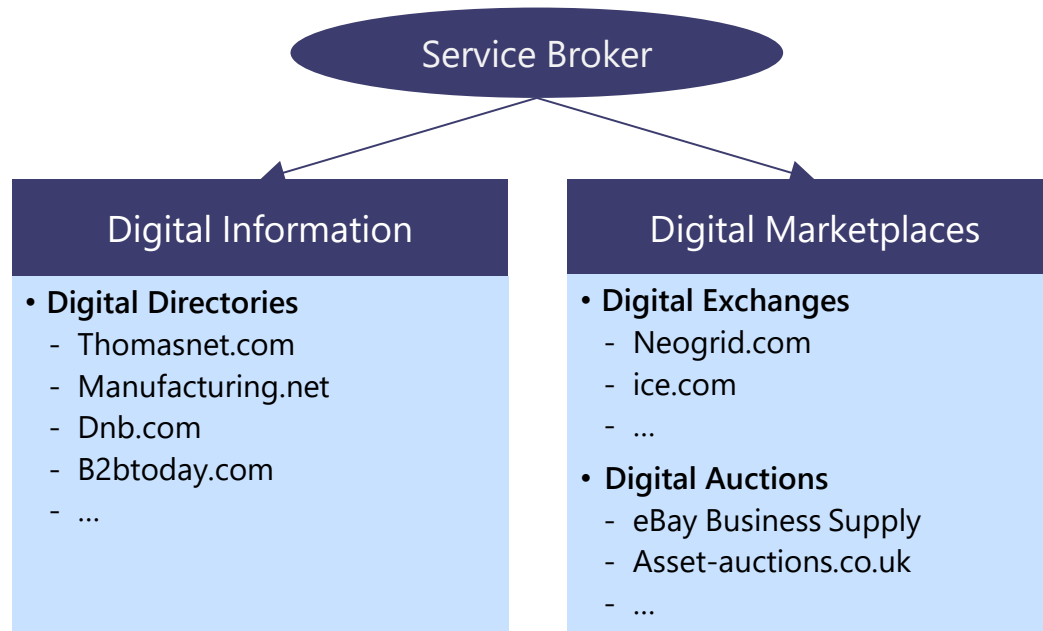 Service Broker
Digital Information
• Digital Directories
- Thomasnet.com
- Manufacturing.net
- Dnb.com
- B2btoday.com
- ...
Digital Marketplaces
• Digital Exchanges
- Neogrid.com
- ice.com
- ...
• Digital Auctions
- eBay Business Supply
- Asset-auctions.co.uk
- ...